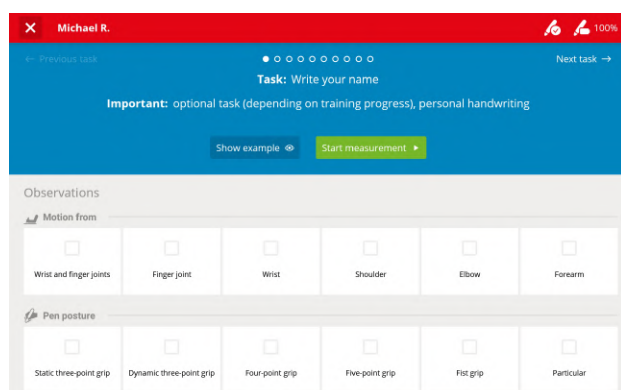 Michael R.
100%
← Previous task
Next task →
Task: Write your name
Important: optional task (depending on training progress), personal handwriting
Show example
Start measurement
Observations
Motion from
Wrist and finger joints
Finger joint
Wrist
Shoulder
Elbow
Forearm
Pen posture
Static three-point grip
Dynamic three-point grip
Four-point grip
Five-point grip
Fist grip
Particular